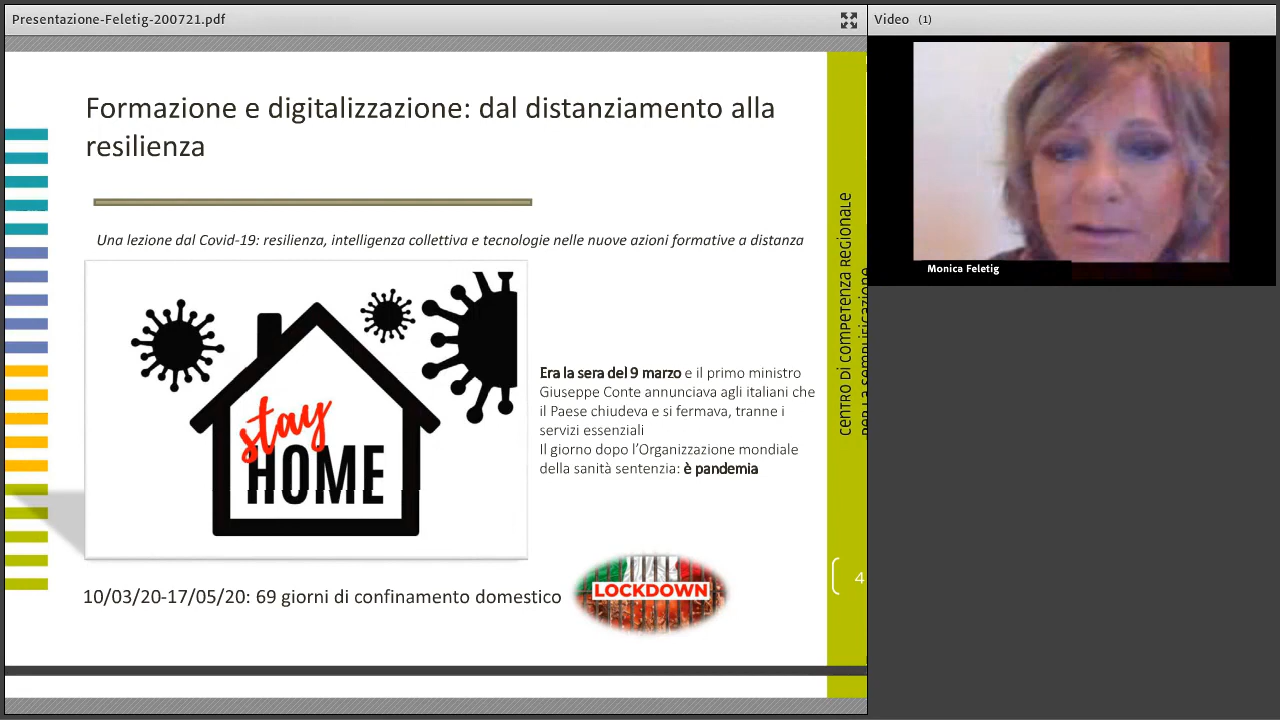 Presentazione-Feletig-200721.pdf
Video (1)
Formazione e digitalizzazione: dal distanziamento alla
resilienza
Una lezione dal Covid-19: resilienza, intelligenza collettiva e tecnologie nelle nuove azioni formative a distanza
stay
HOME
Era la sera del 9 marzo e il primo ministro
Giuseppe Conte annunciava agli italiani che
il Paese chiudeva e si fermava, tranne i
servizi essenziali
Il giorno dopo l'Organizzazione mondiale
della sanità sentenzia: è pandemia
10/03/20-17/05/20: 69 giorni di confinamento domestico
LOCKDOWN
CENTRO DI COMPETENZA REGIONALE
PER LA SEMPLIFICAZIONE
4
Monica Feletig